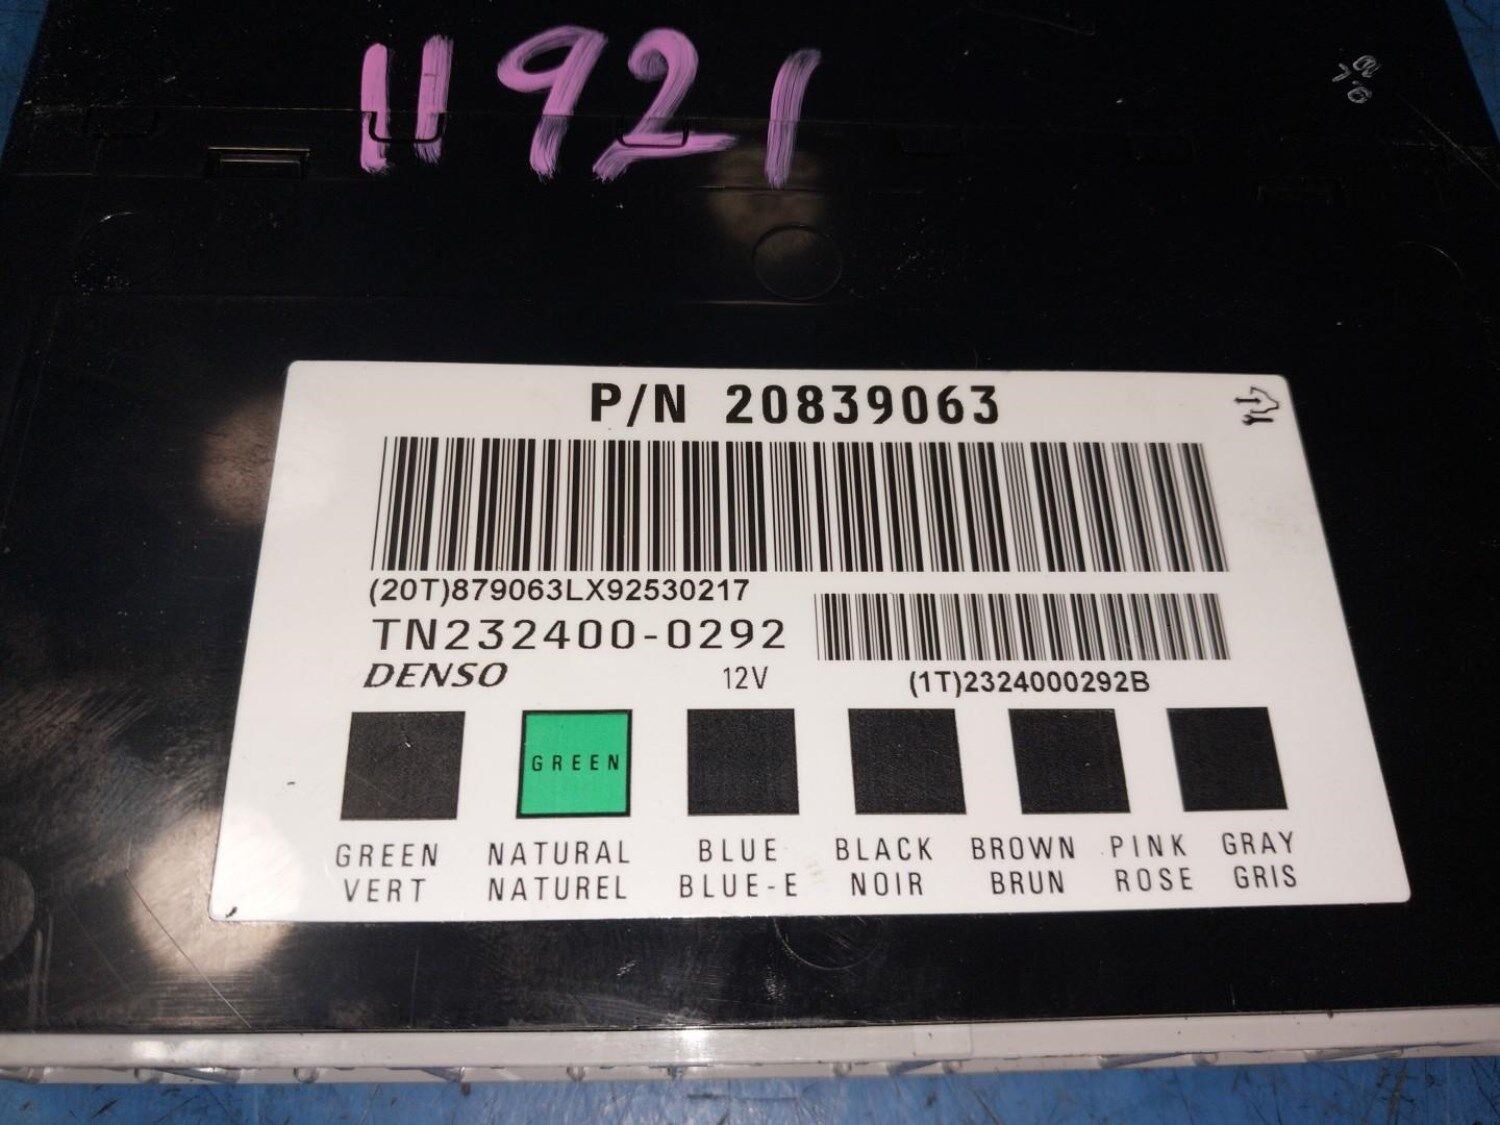 11921
P/N 20839063
(20T)879063LX92530217
TN232400-0292
DENSO 12V (1T)2324000292B
GREEN
GREEN NATURAL BLUE BLACK BROWN PINK GRAY
VERT NATUREL BLUE-E NOIR BRUN ROSE GRIS